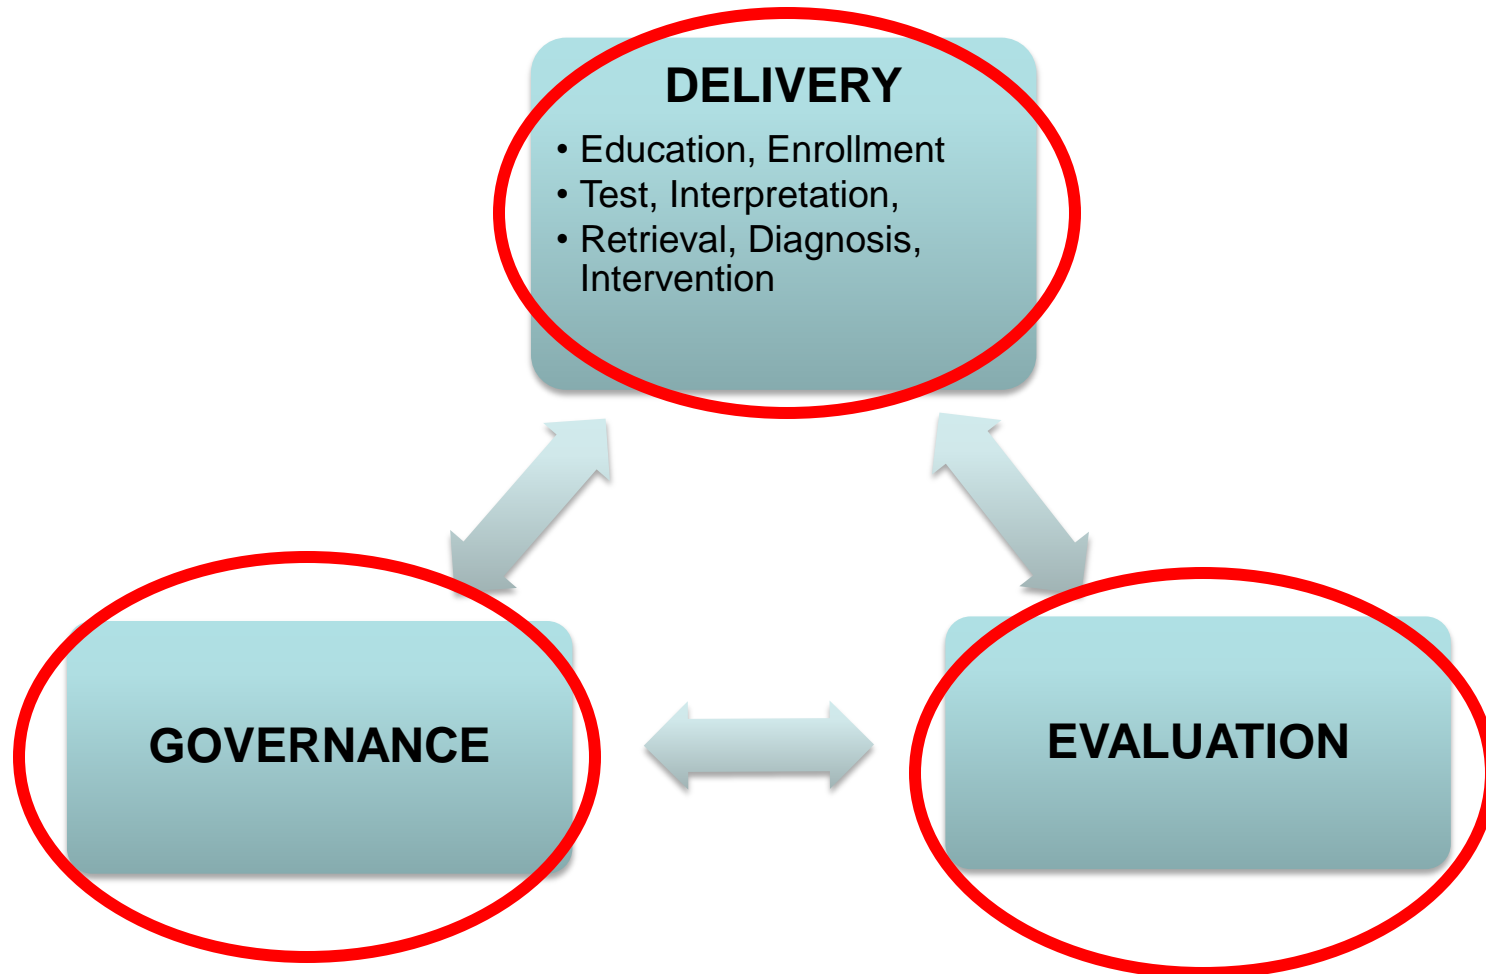 DELIVERY
• Education, Enrollment
• Test, Interpretation,
• Retrieval, Diagnosis,
Intervention
GOVERNANCE
EVALUATION